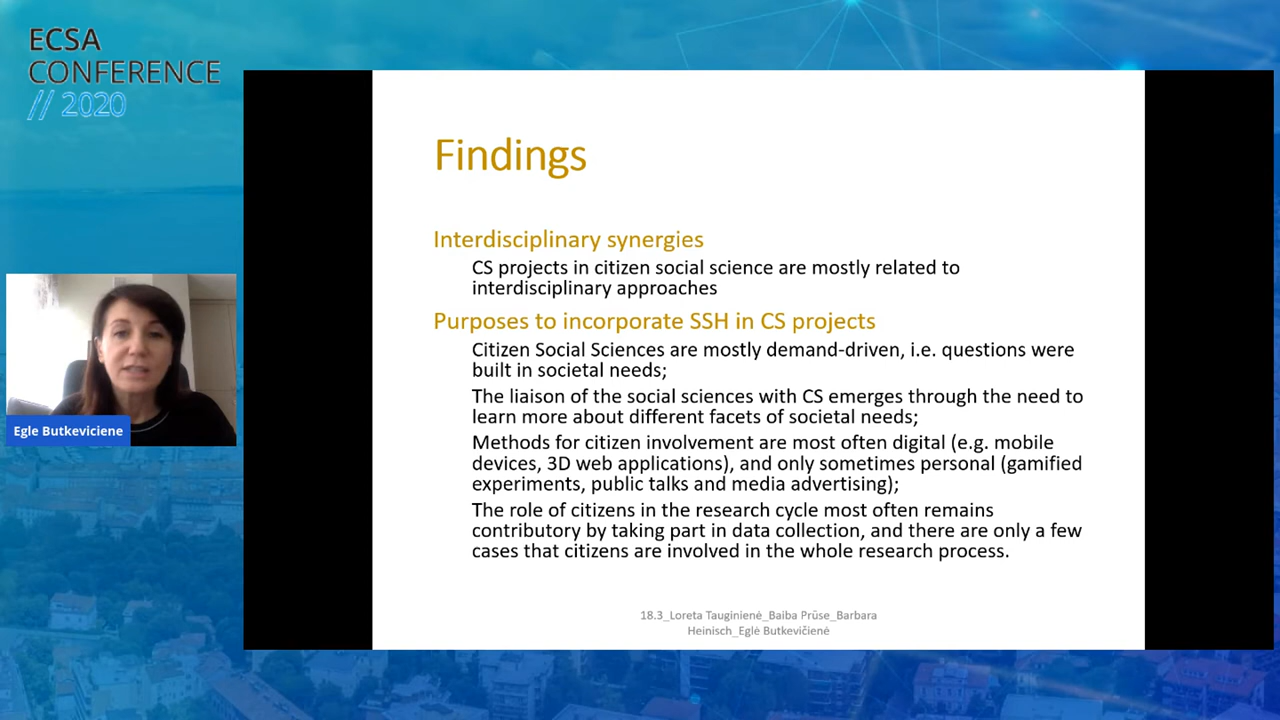 ECSA
CONFERENCE
// 2020
Findings
Interdisciplinary synergies
CS projects in citizen social science are mostly related to
interdisciplinary approaches
Purposes to incorporate SSH in CS projects
Citizen Social Sciences are mostly demand-driven, i.e. questions were
built in societal needs;
The liaison of the social sciences with CS emerges through the need to
learn more about different facets of societal needs;
Methods for citizen involvement are most often digital (e.g. mobile
devices, 3D web applications), and only sometimes personal (gamified
experiments, public talks and media advertising);
The role of citizens in the research cycle most often remains
contributory by taking part in data collection, and there are only a few
cases that citizens are involved in the whole research process.
18.3_Loreta Tauginienė_Baiba Prūse_Barbara
Heinisch_Eglė Butkevičienė
Egle Butkeviciene